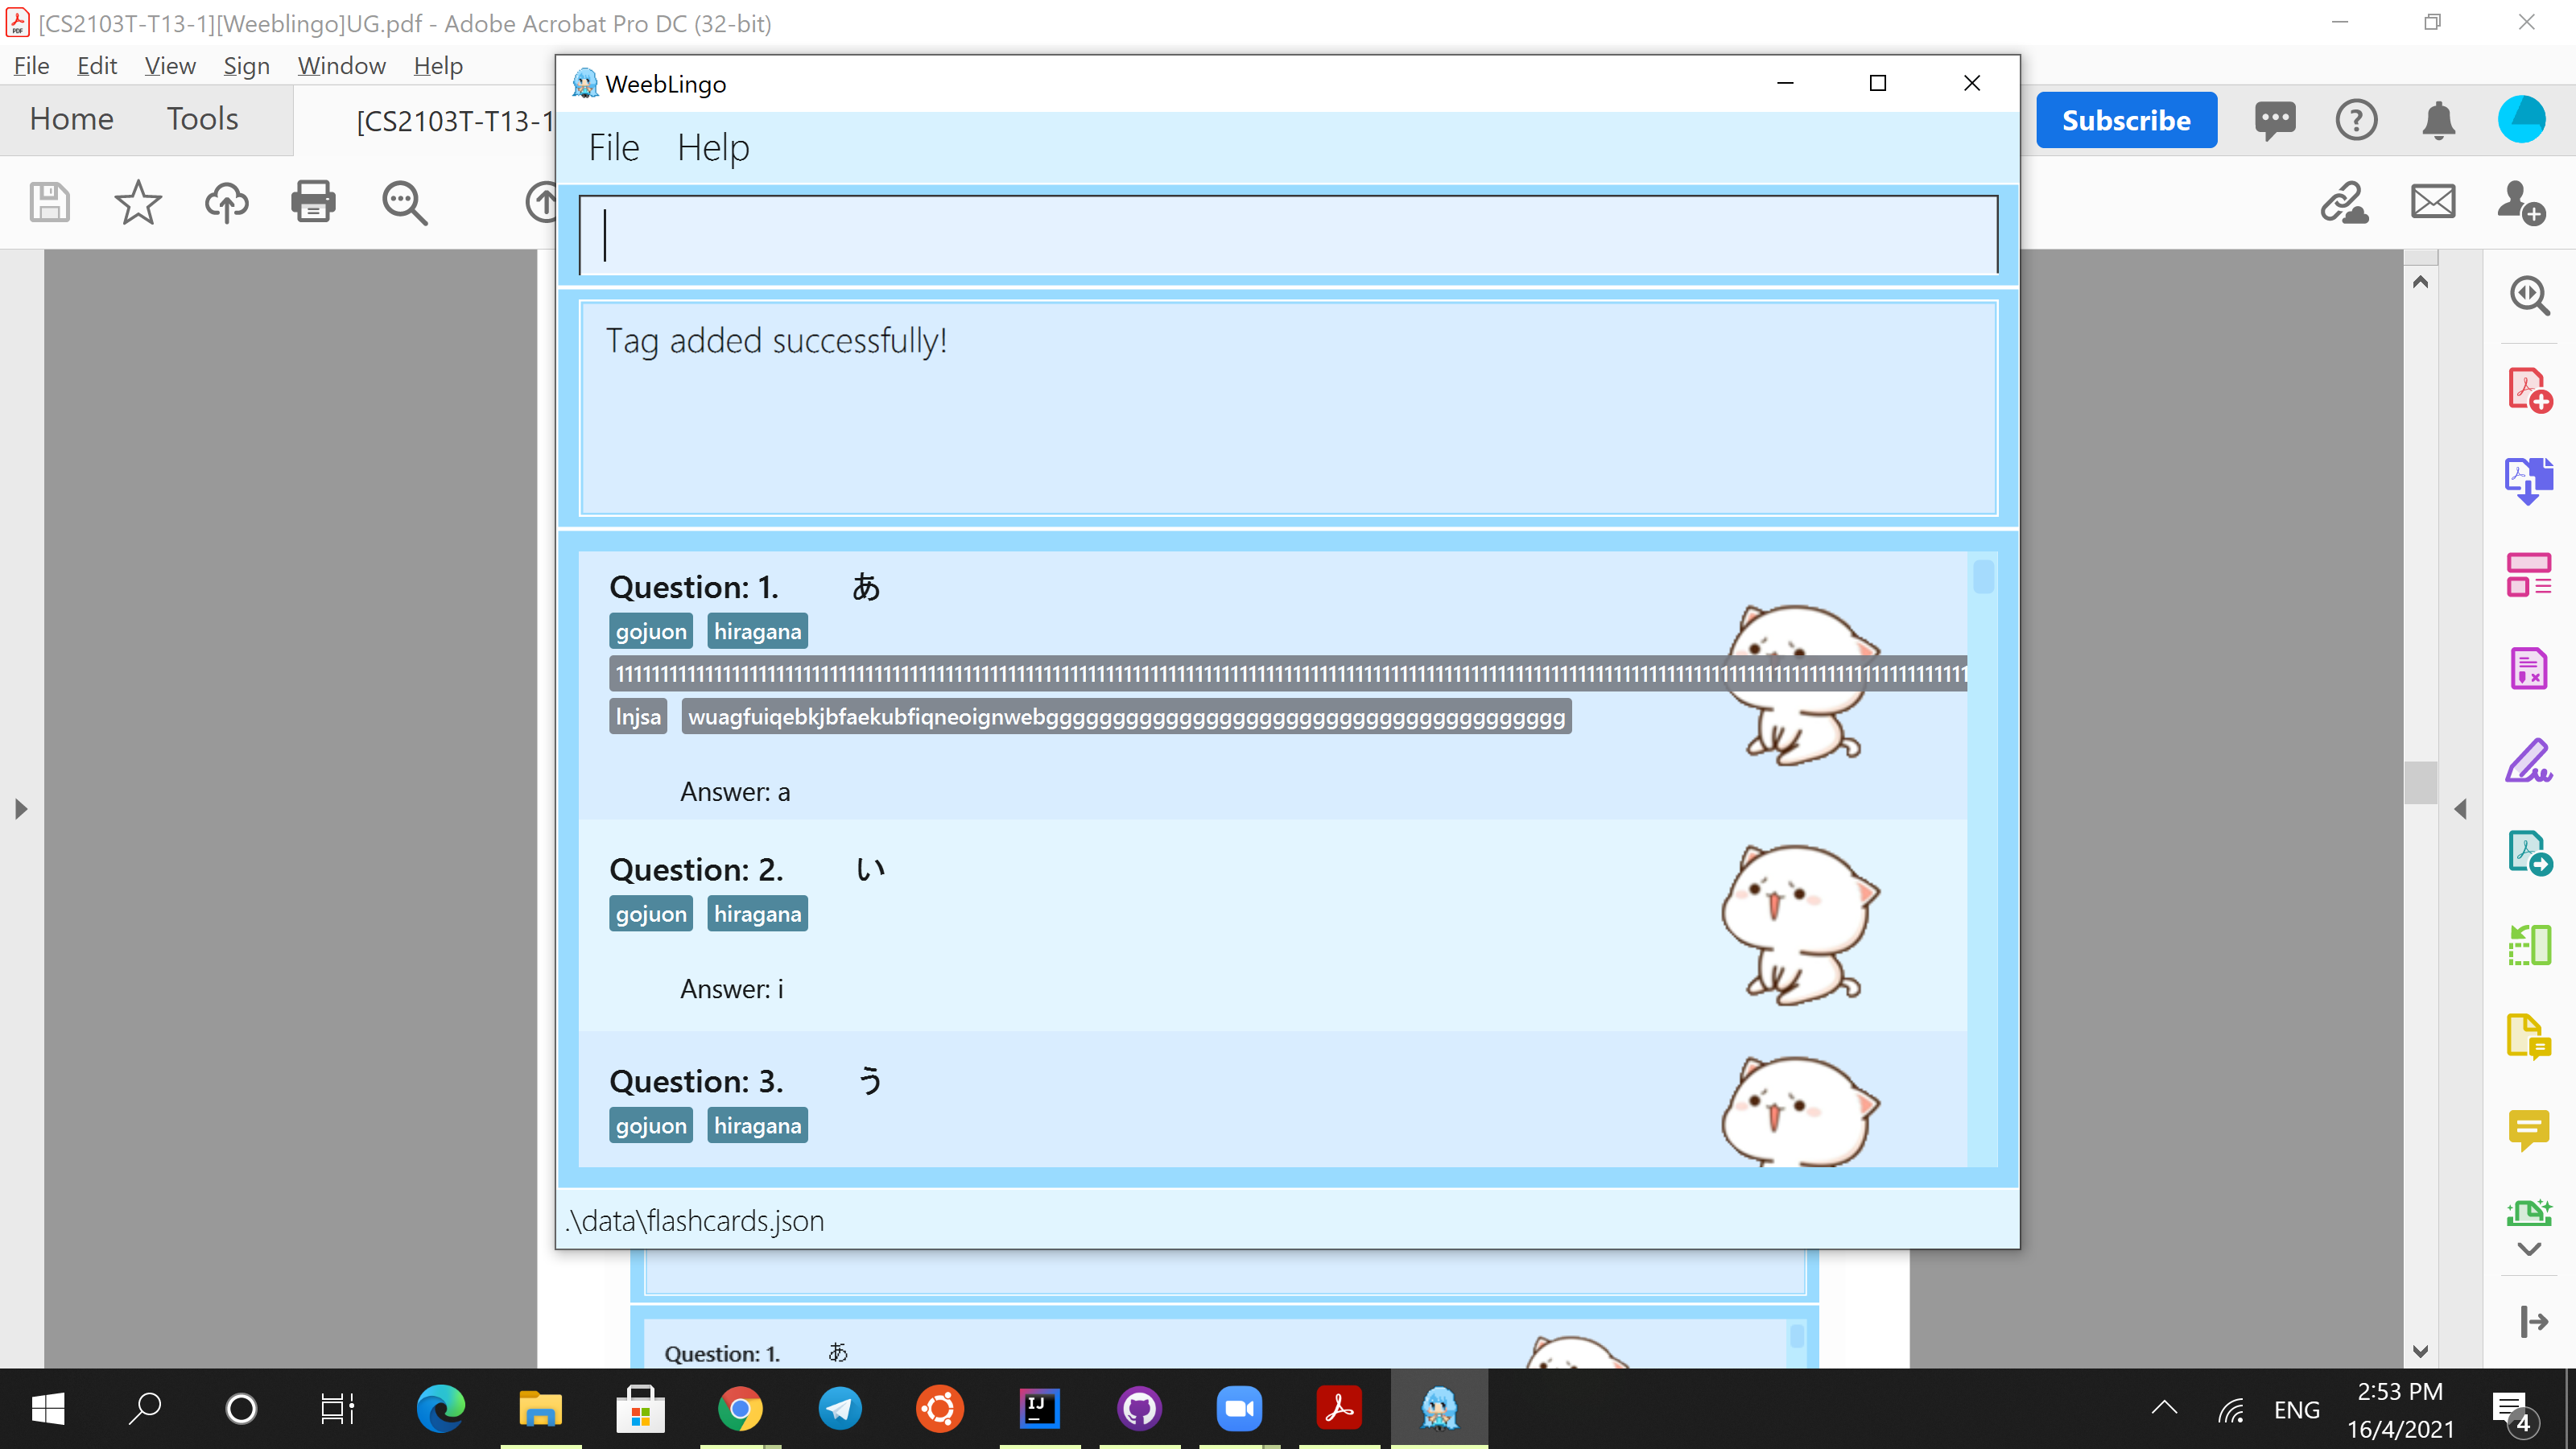 [CS2103T-T13-1][Weeblingo]UG.pdf - Adobe Acrobat Pro DC (32-bit)
File Edit View Sign Window Help
Home Tools [CS2103T-T13-1
Subscribe
WeebLingo
File Help
Tag added successfully!
Question: 1. あ
gojuon hiragana
lnjsa wuagfuiqebkjbfaekubfiqneoignwebggggggggggggggggggggggggggggggggggggggg
Answer: a
Question: 2. い
gojuon hiragana
Answer: i
Question: 3. う
gojuon hiragana
.\data\flashcards.json
Question: 1. あ
ENG
2:53 PM
16/4/2021
4